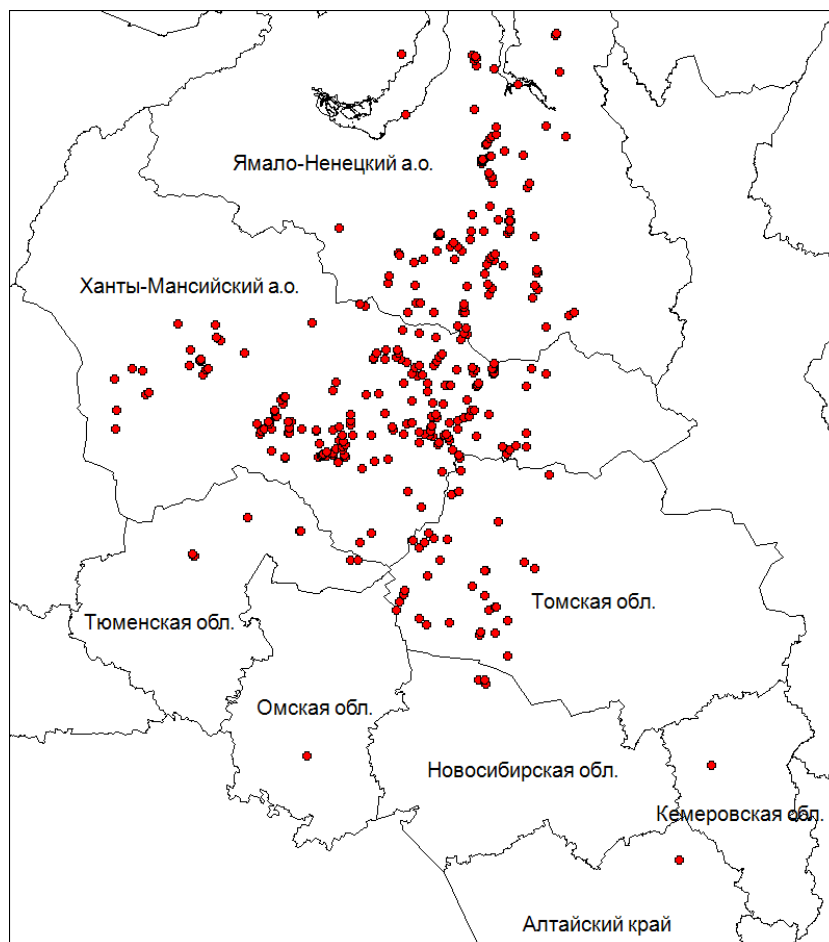 Ямало-Ненецкий а.о.
Ханты-Мансийский а.о.
Томская обл.
Тюменская обл.
Омская обл.
Новосибирская обл.
Кемеровская обл.
Алтайский край